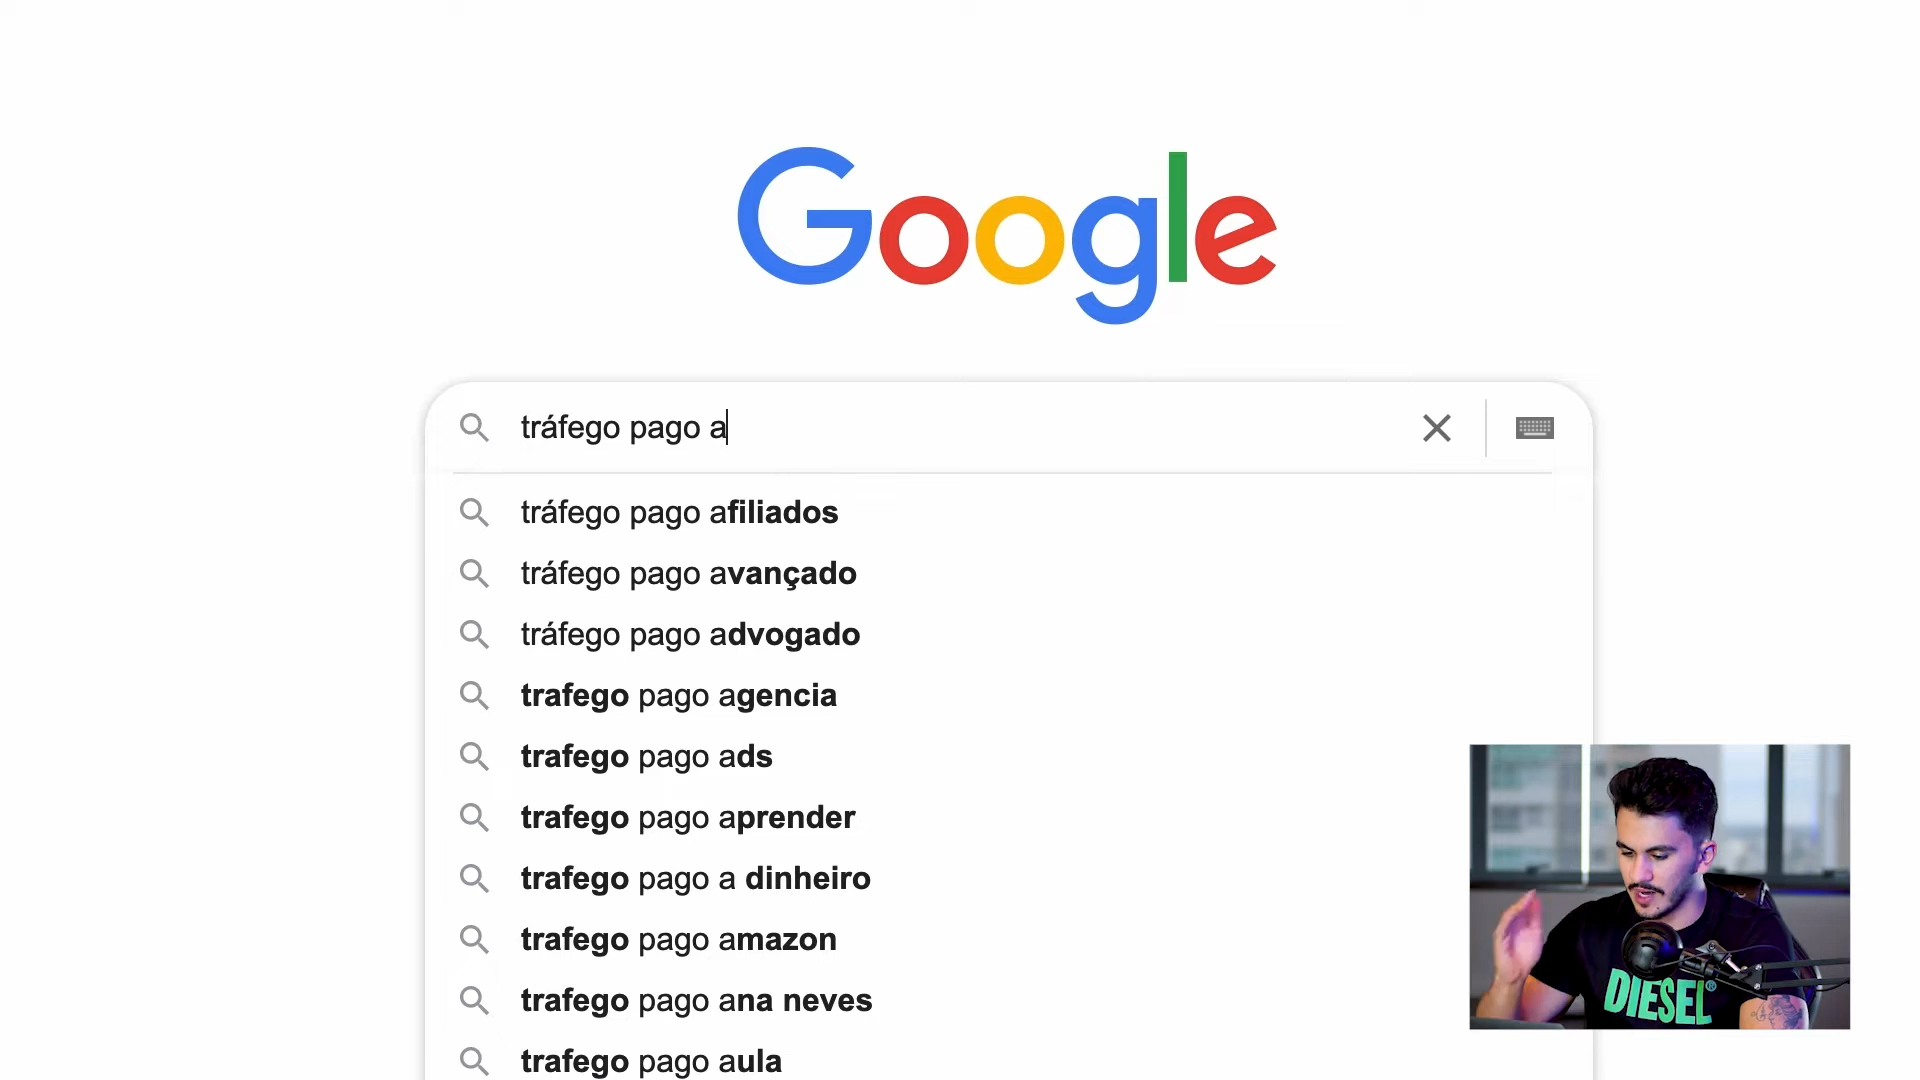 Google
tráfego pago a
tráfego pago afiliados
tráfego pago avançado
tráfego pago advogado
trafego pago agencia
trafego pago ads
trafego pago aprender
trafego pago a dinheiro
trafego pago amazon
trafego pago ana neves
trafego pago aula
DIESEL®